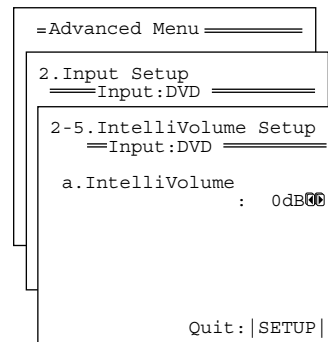 Advanced Menu
2.Input Setup
Input:DVD
2-5.IntelliVolume Setup
Input:DVD
a.IntelliVolume
: 0dB
Quit:|SETUP|